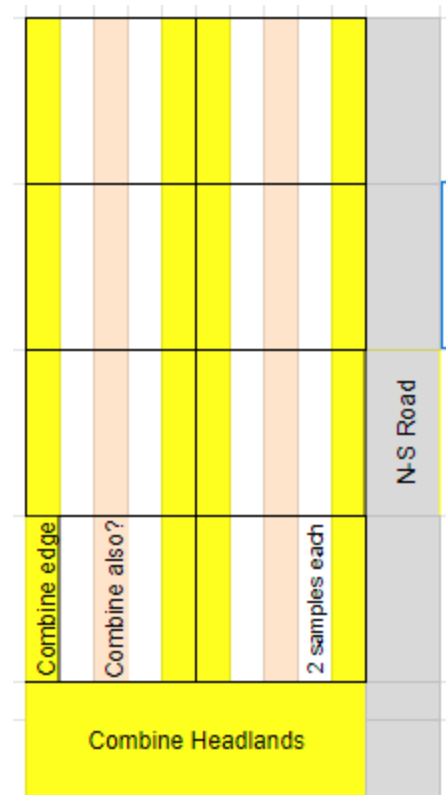 N-S Road
Combine edge
Combine also?
2 samples each
Combine Headlands